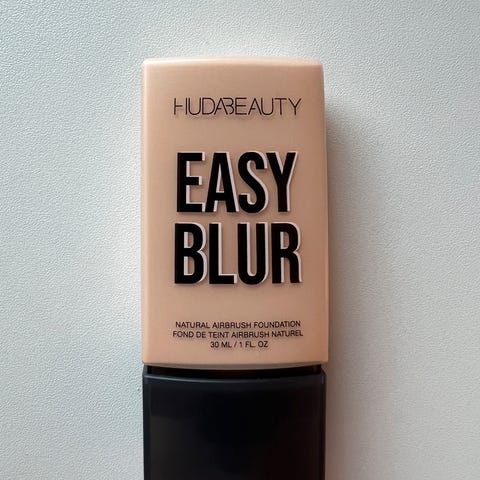 HUDABEAUTY
EASY
BLUR
NATURAL AIRBRUSH FOUNDATION
FOND DE TEINT AIRBRUSH NATUREL
30 ML / 1 FL. OZ